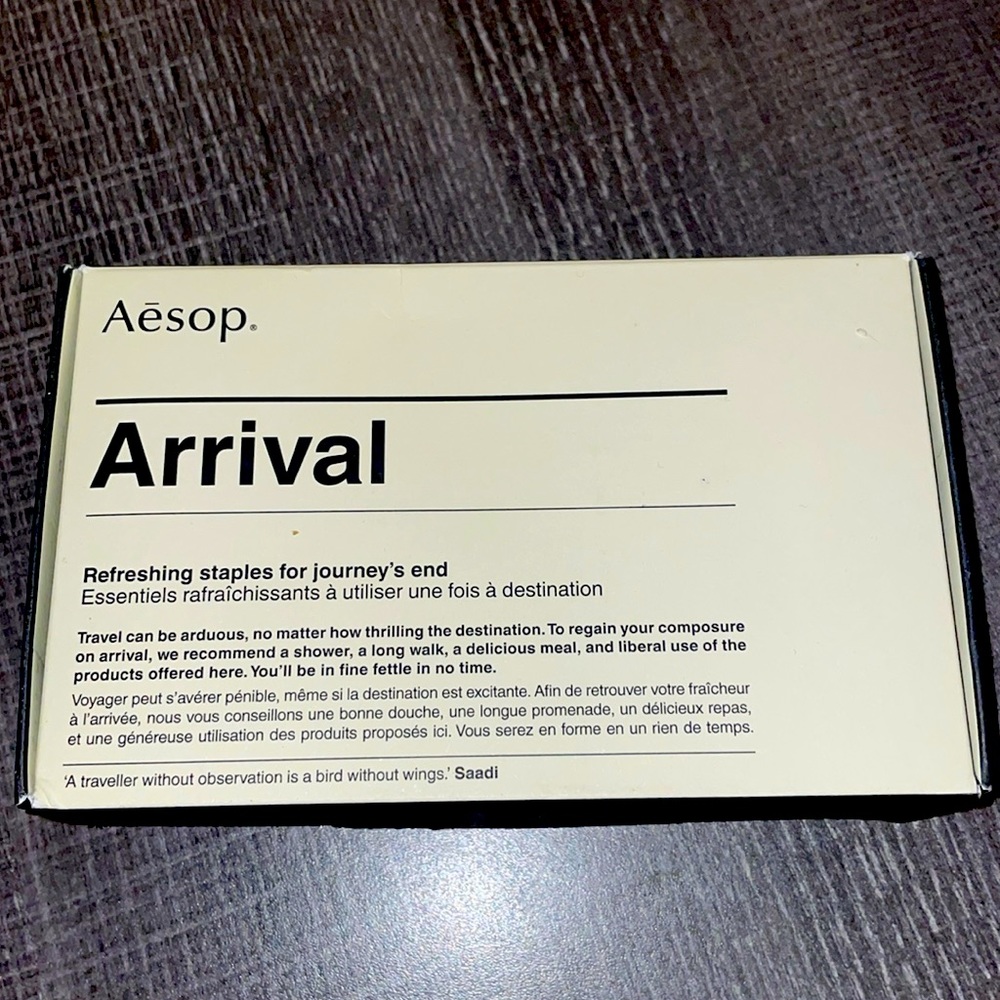 Aēsop®
Arrival
Refreshing staples for journey's end
Essentiels rafraîchissants à utiliser une fois à destination
Travel can be arduous, no matter how thrilling the destination. To regain your composure
on arrival, we recommend a shower, a long walk, a delicious meal, and liberal use of the
products offered here. You'll be in fine fettle in no time.
Voyager peut s'avérer pénible, même si la destination est excitante. Afin de retrouver votre fraîcheur
à l'arrivée, nous vous conseillons une bonne douche, une longue promenade, un délicieux repas,
et une généreuse utilisation des produits proposés ici. Vous serez en forme en un rien de temps.
'A traveller without observation is a bird without wings.' Saadi